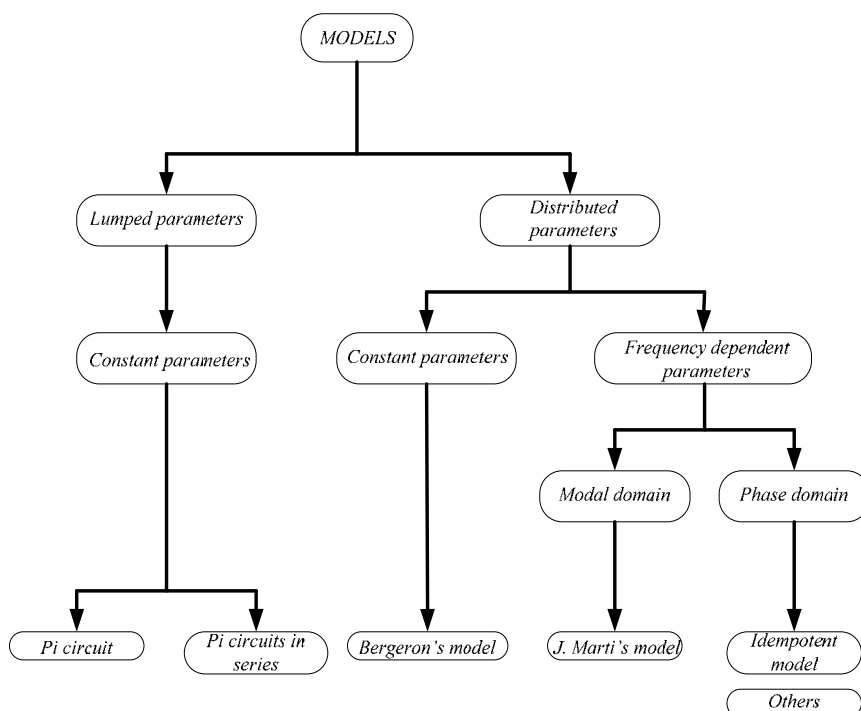 MODELS
Lumped parameters
Distributed
parameters
Constant parameters
Constant parameters
Frequency dependent
parameters
Modal domain
Phase domain
Pi circuit
Pi circuits in
series
Bergeron's model
J. Marti's model
Idempotent
model
Others